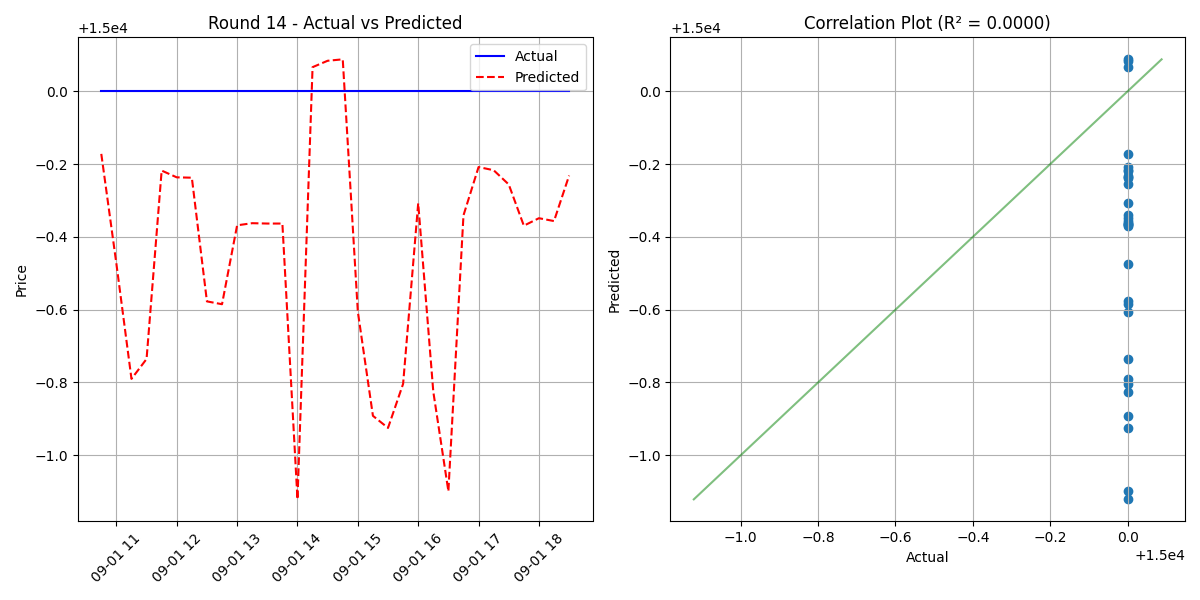 Round 14 - Actual vs Predicted
+1.5e4
Actual
Predicted
0.0
−0.2
−0.4
−0.6
−0.8
−1.0
Price
09-01 11
09-01 12
09-01 13
09-01 14
09-01 15
09-01 16
09-01 17
09-01 18
Correlation Plot (R² = 0.0000)
+1.5e4
0.0
−0.2
−0.4
−0.6
−0.8
−1.0
Predicted
−1.0
−0.8
−0.6
−0.4
−0.2
0.0
+1.5e4
Actual